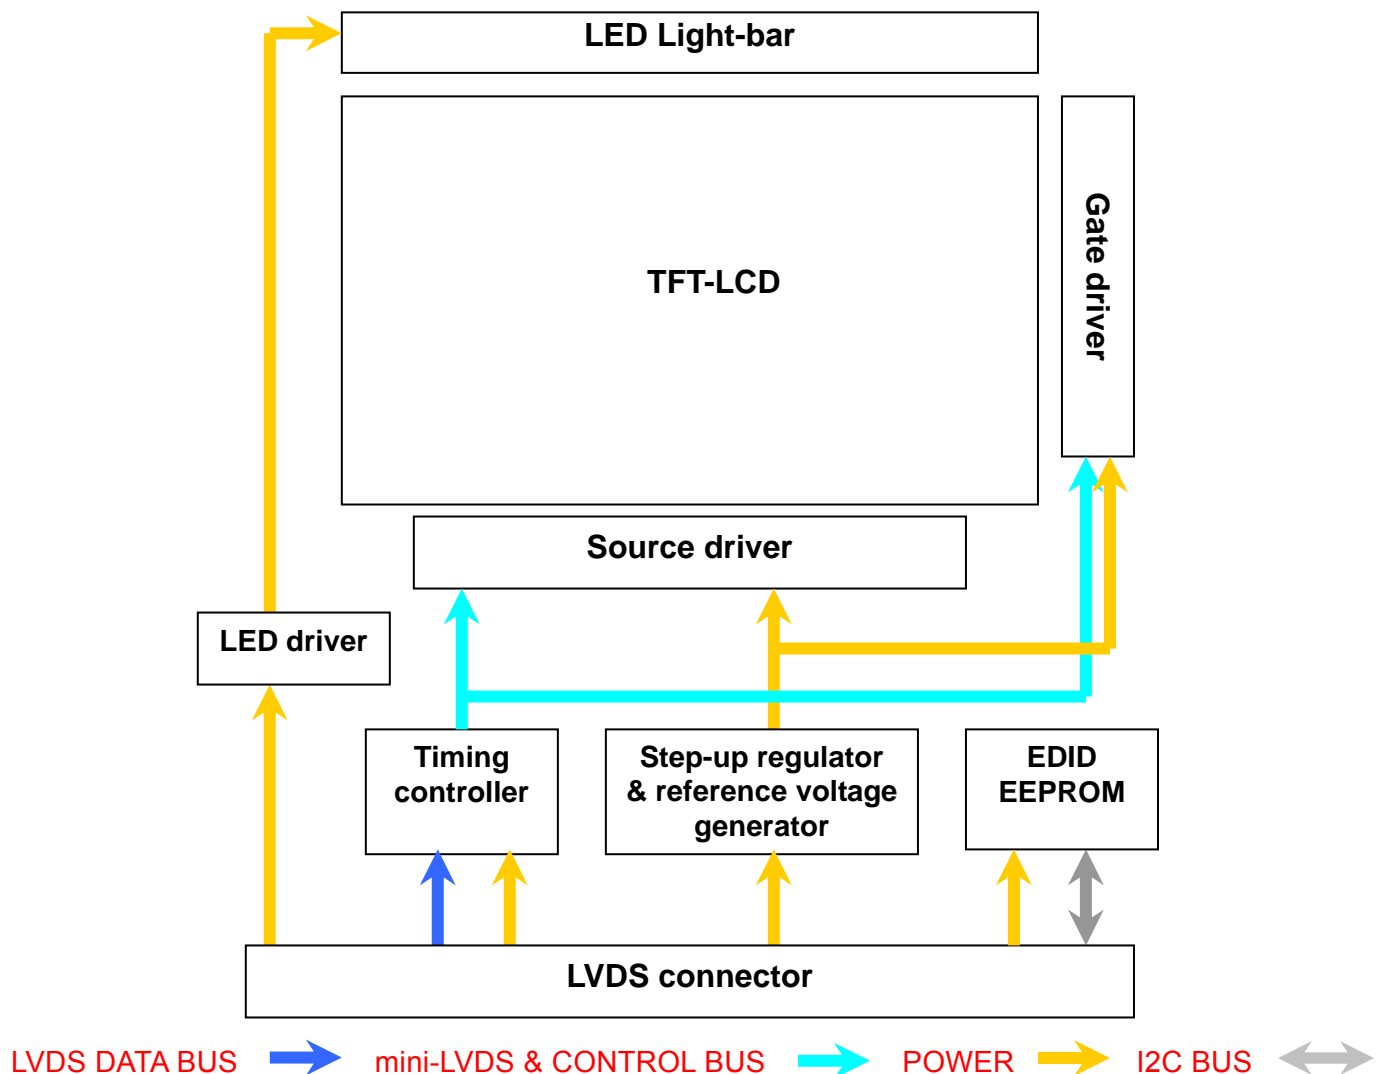 LED Light-bar
TFT-LCD
Gate driver
Source driver
LED driver
Timing
controller
Step-up regulator
& reference voltage
generator
EDID
EEPROM
LVDS connector
LVDS DATA BUS mini-LVDS & CONTROL BUS POWER I2C BUS